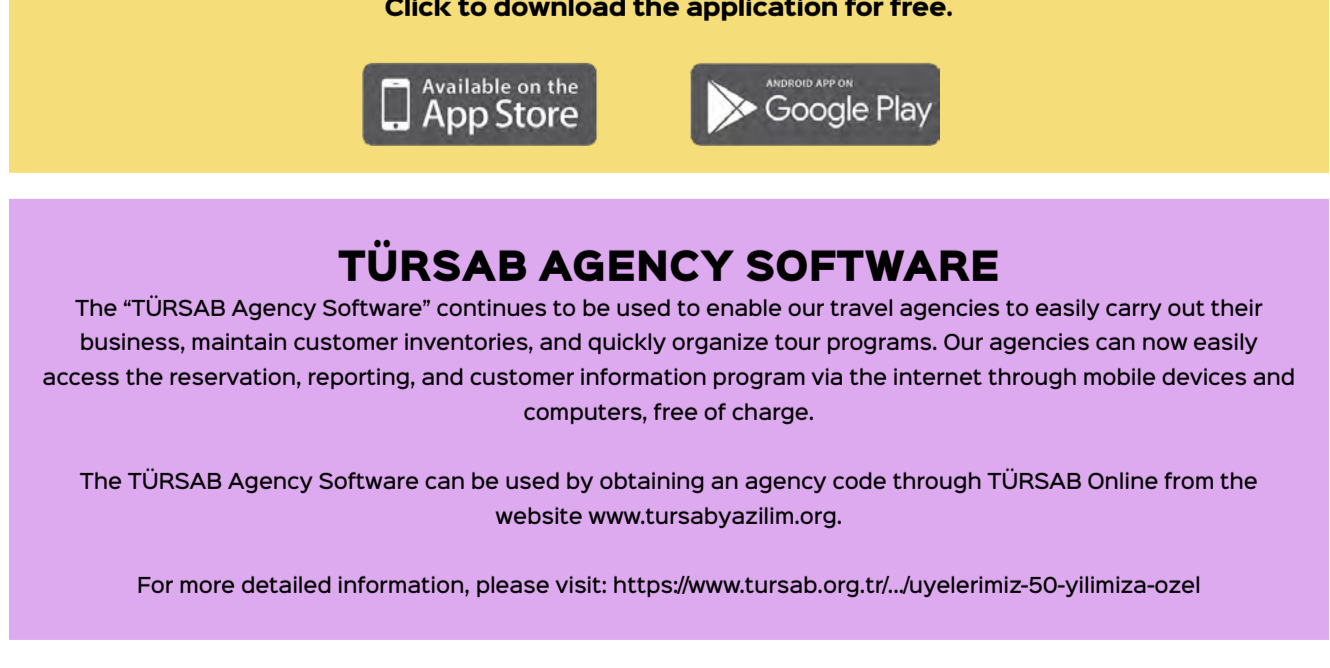 Click to download the application for free.
Available on the
App Store
ANDROID APP ON
Google Play
TÜRSAB AGENCY SOFTWARE
The “TÜRSAB Agency Software” continues to be used to enable our travel agencies to easily carry out their
business, maintain customer inventories, and quickly organize tour programs. Our agencies can now easily
access the reservation, reporting, and customer information program via the internet through mobile devices and
computers, free of charge.
The TÜRSAB Agency Software can be used by obtaining an agency code through TÜRSAB Online from the
website www.tursabyazilim.org.
For more detailed information, please visit: https://www.tursab.org.tr/.../uyelerimiz-50-yilimiza-ozel